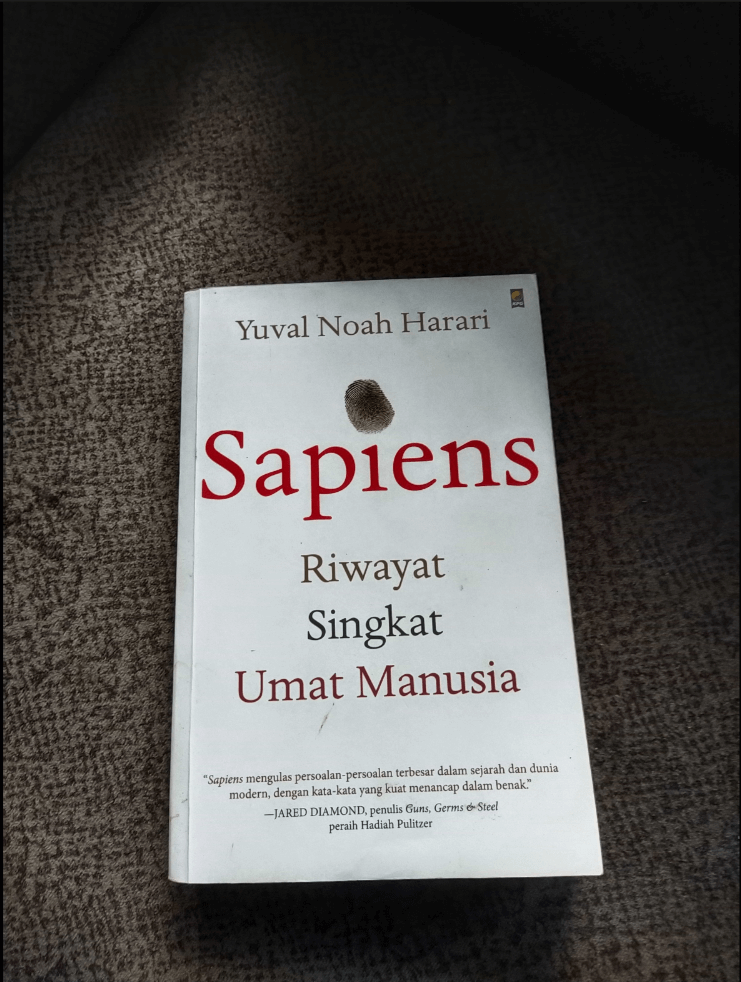 Yuval Noah Harari
Sapiens
Riwayat
Singkat
Umat Manusia
“Sapiens mengulas persoalan-persoalan terbesar dalam sejarah dan dunia
modern, dengan kata-kata yang kuat menancap dalam benak.”
—JARED DIAMOND, penulis Guns, Germs & Steel
peraih Hadiah Pulitzer